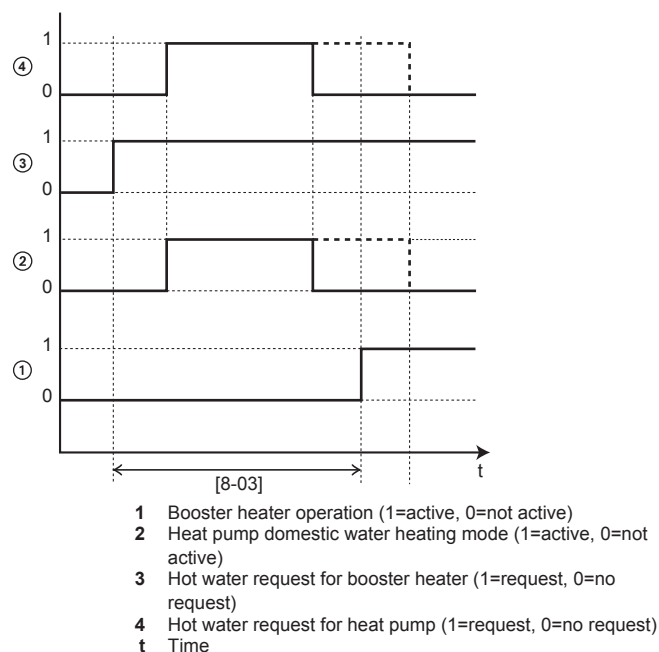 1
④
0
1
③
0
1
②
0
1
①
0
t
[8-03]
1 Booster heater operation (1=active, 0=not active)
2 Heat pump domestic water heating mode (1=active, 0=not
active)
3 Hot water request for booster heater (1=request, 0=no
request)
4 Hot water request for heat pump (1=request, 0=no request)
t Time